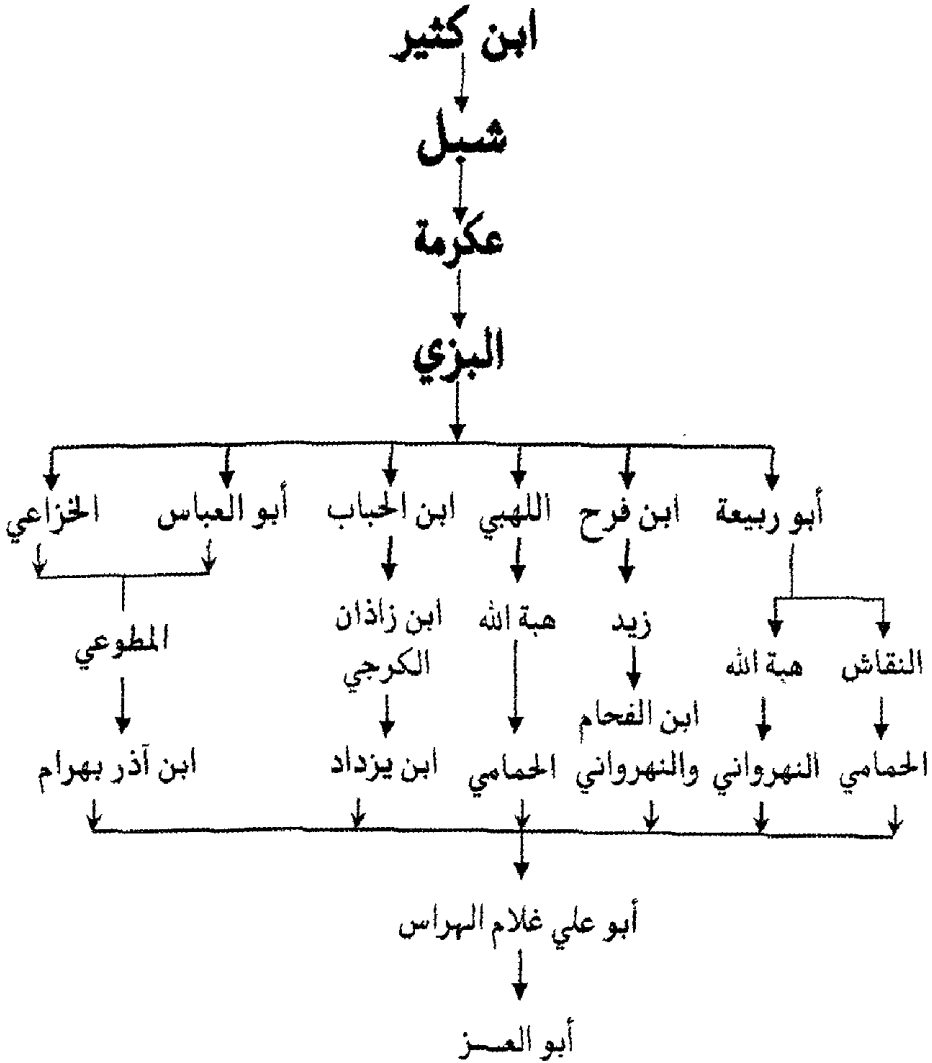 ابن كثير
شبل
عكرمة
البزي
أبو ربيعة
ابن فرح
اللهبي
ابن الحباب
أبو العباس
الخزاعي
النقاش
هبة الله
زيد
هبة الله
ابن زاذان
الكرجي
المطوعي
الحمامي
النهرواني
ابن الفحام
والنهرواني
الحمامي
ابن يزداد
ابن آذر بهرام
أبو علي غلام الهراس
أبو العـــز